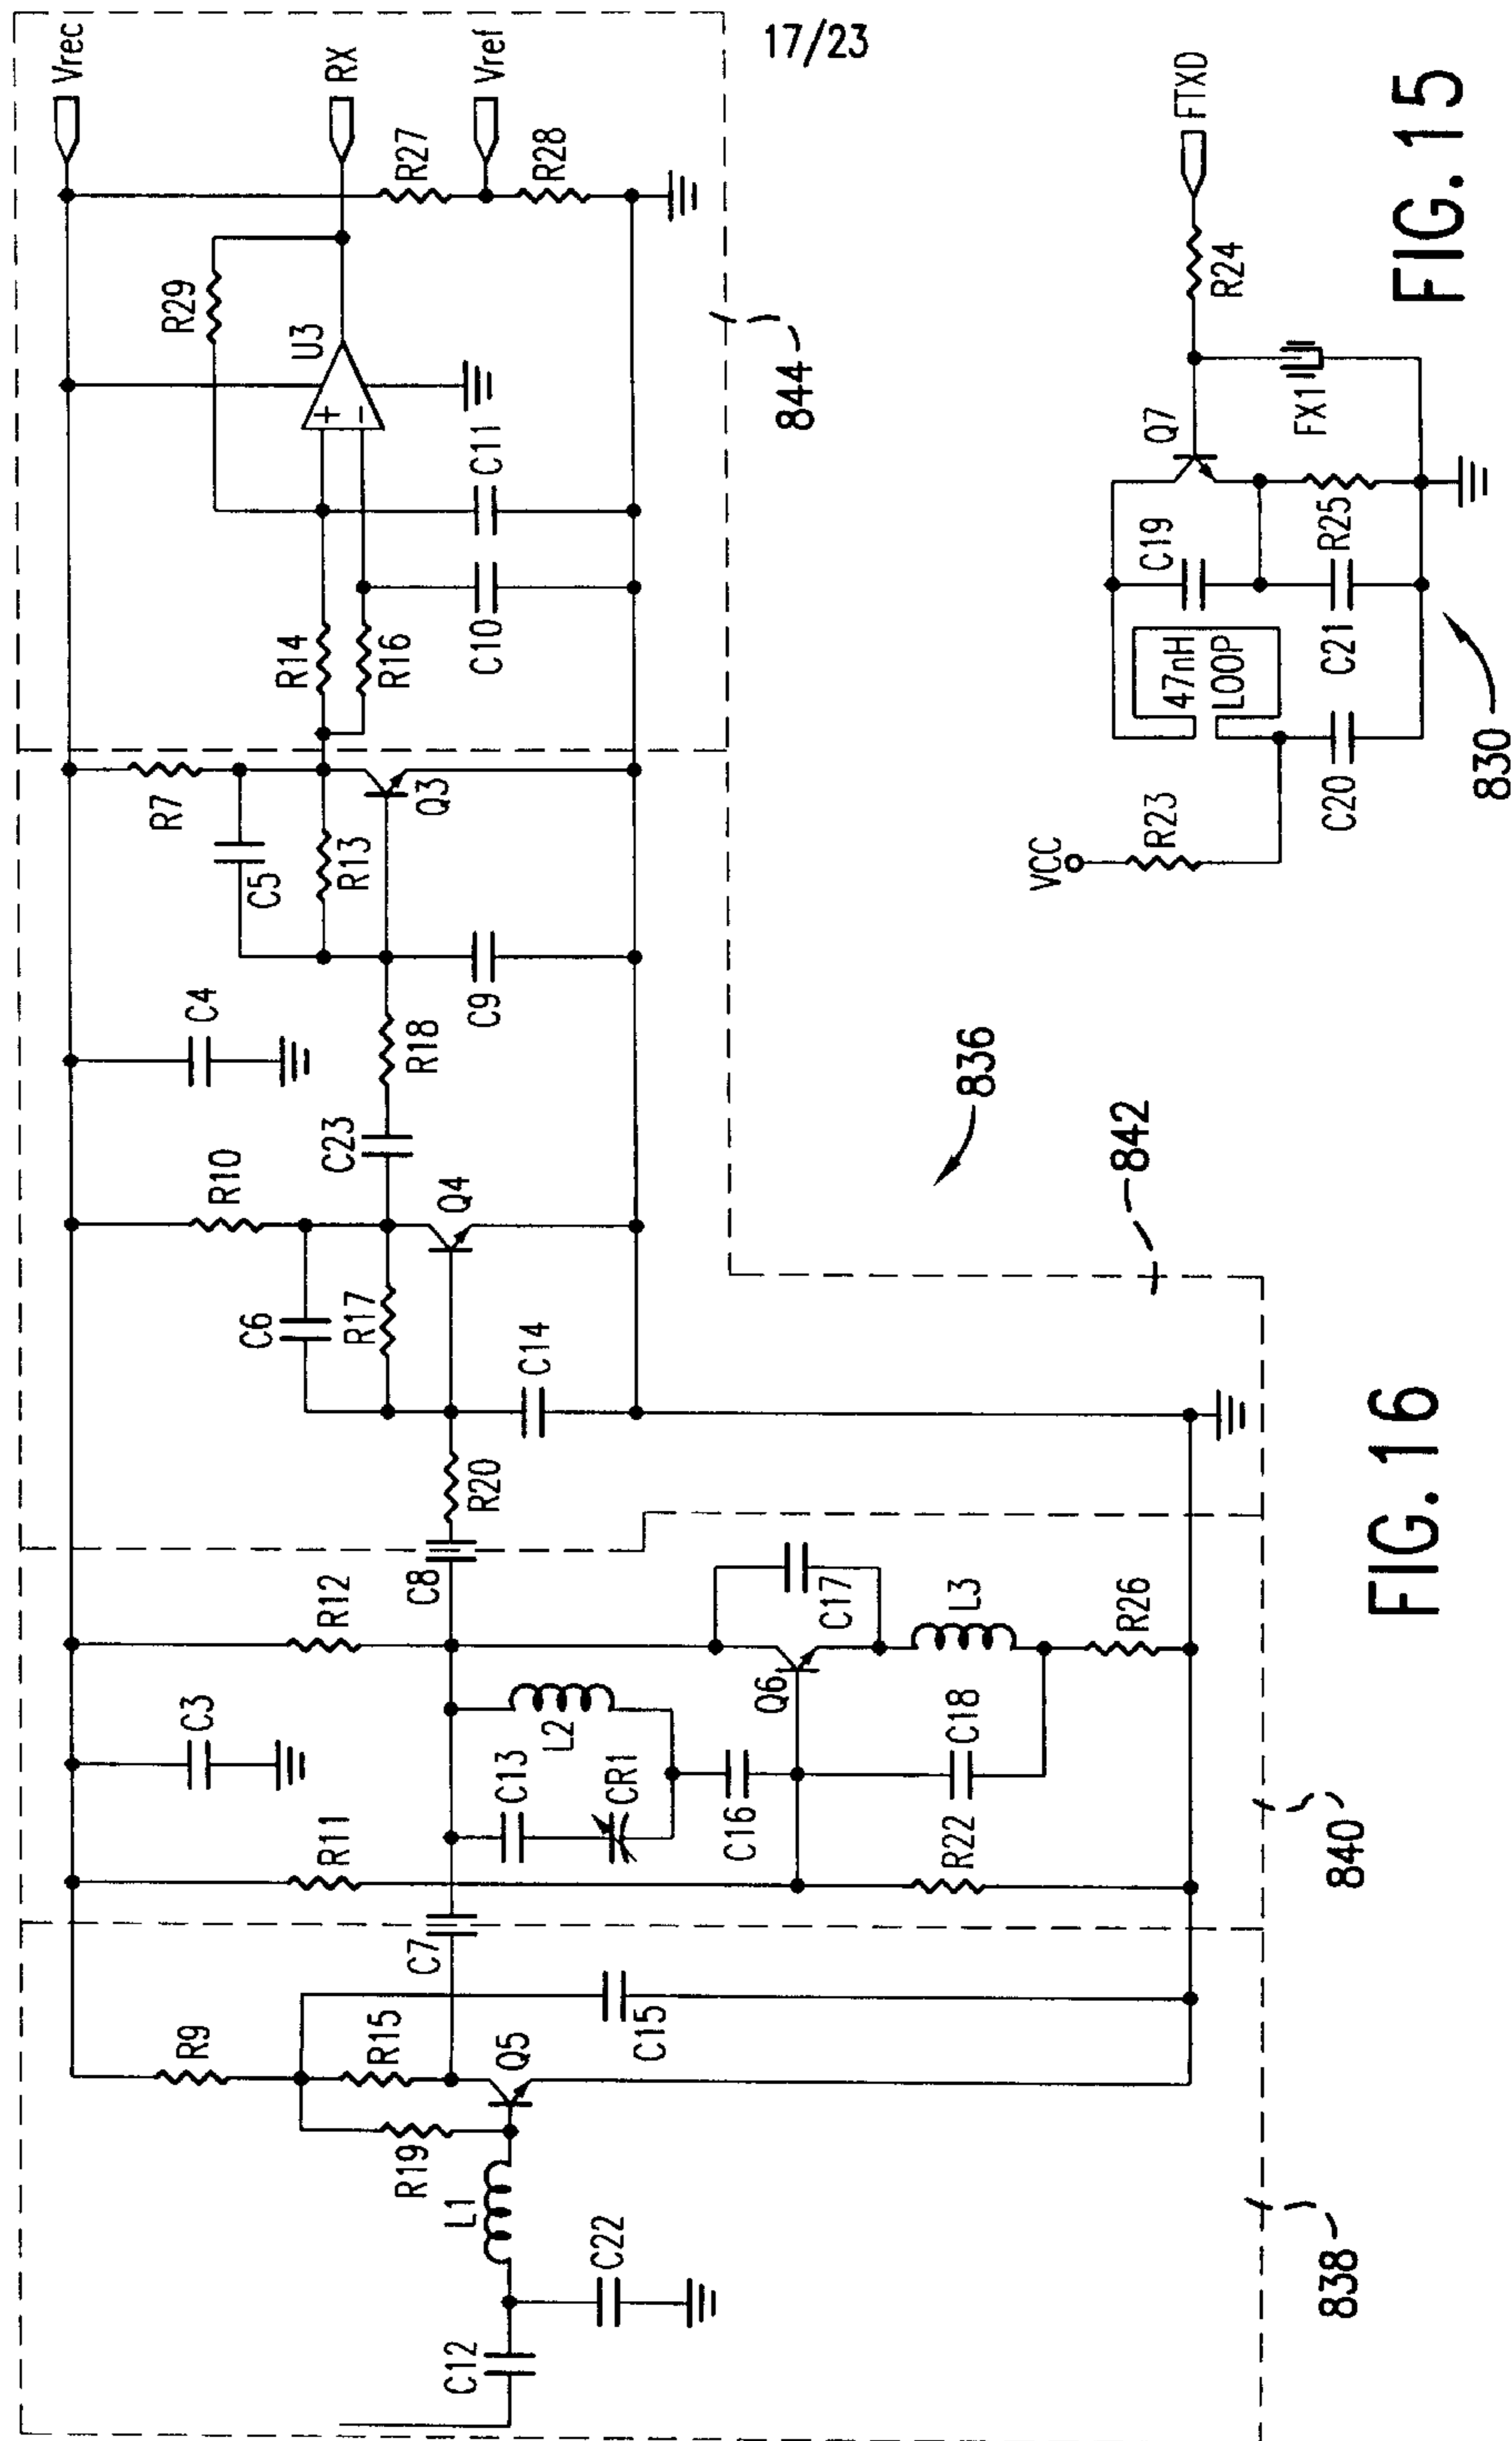 17/23
Vrec
RX
Vref
R27
R28
R29
U3
+
-
C11
C10
R14
R16
844
R7
C5
R13
Q3
C9
R18
C4
C23
R10
Q4
C6
R17
C14
R20
C8
R12
C3
R11
L2
C13
CR1
C16
Q6
C17
L3
R26
C18
R22
C7
R9
R15
Q5
C15
R19
L1
C22
C12
836
842
840
838
FIG. 16
FTXD
R24
Q7
FX1
C19
R25
C21
47nH
LOOP
C20
R23
VCC
830
FIG. 15